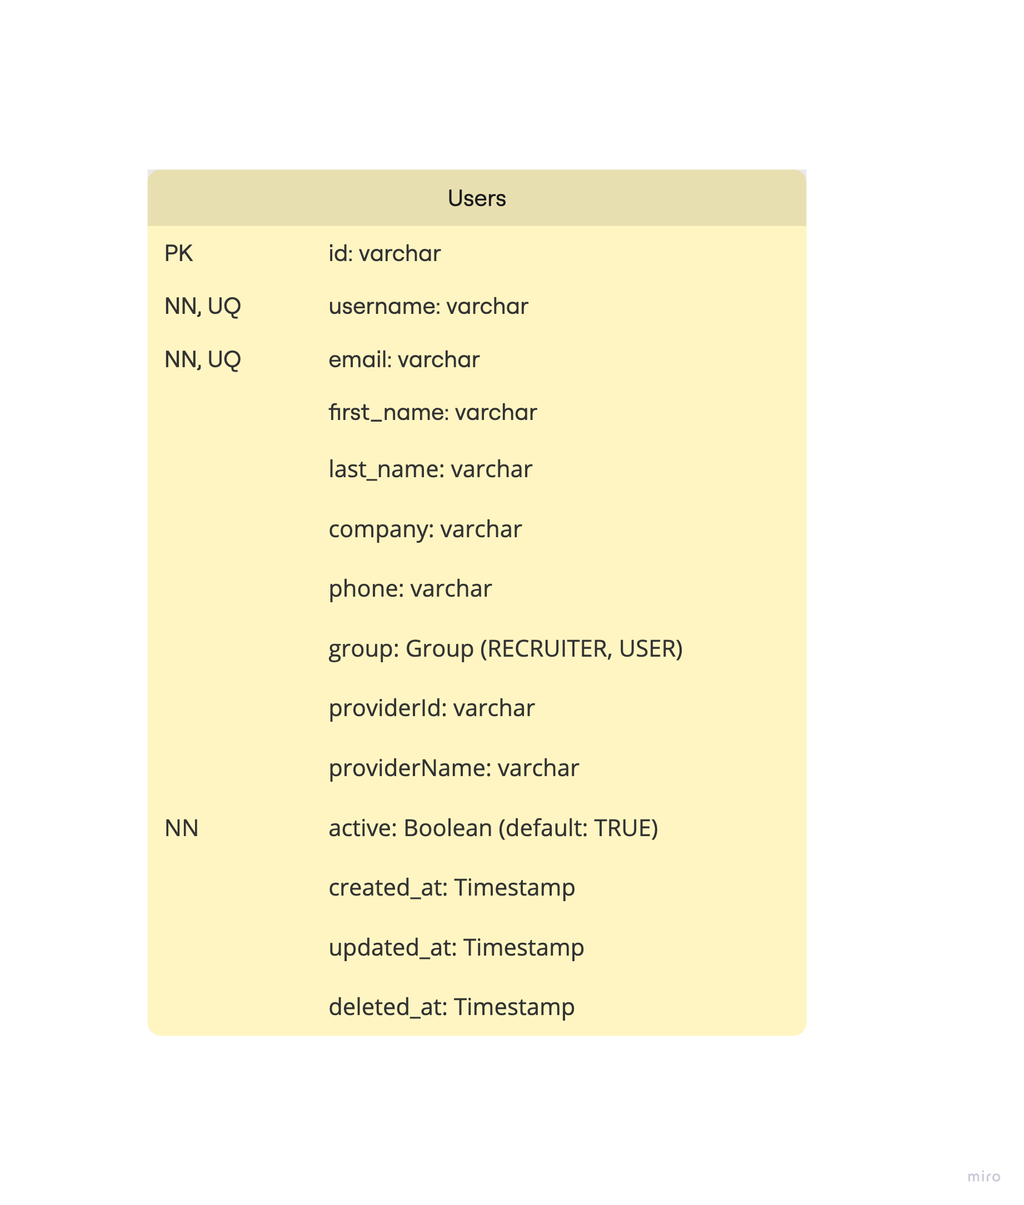 Users
PK id: varchar
NN, UQ username: varchar
NN, UQ email: varchar
first_name: varchar
last_name: varchar
company: varchar
phone: varchar
group: Group (RECRUITER, USER)
providerId: varchar
providerName: varchar
NN active: Boolean (default: TRUE)
created_at: Timestamp
updated_at: Timestamp
deleted_at: Timestamp
miro